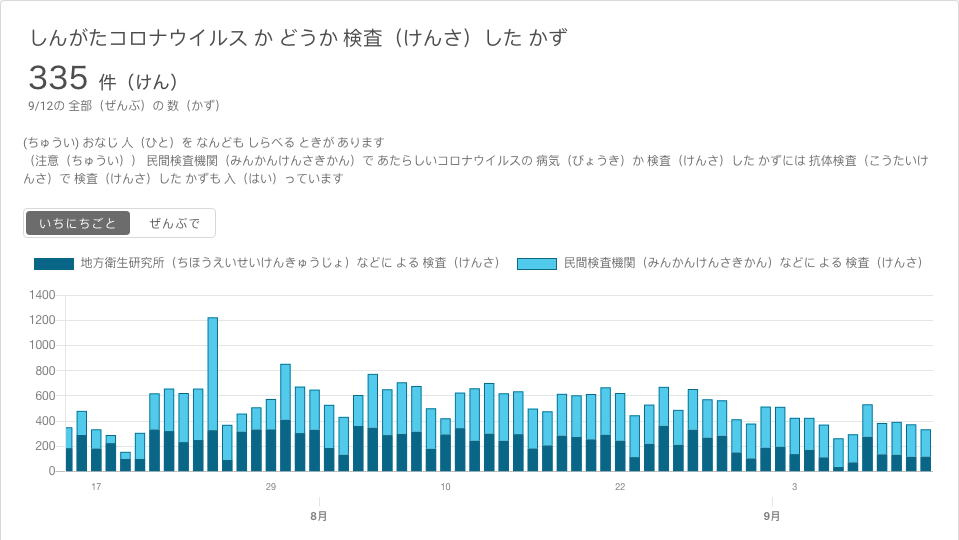 しんがたコロナウイルス か どうか 検査（けんさ）した かず
335 件（けん）
9/12の 全部（ぜんぶ）の 数（かず）
(ちゅうい) おなじ 人（ひと）を なんども しらべる ときが あります
（注意（ちゅうい）） 民間検査機関（みんかんけんさきかん）で あたらしいコロナウイルスの 病気（びょうき）か 検査（けんさ）した かずには 抗体検査（こうたいけ
んさ）で 検査（けんさ）した かずも 入（はい）っています
いちにちごと ぜんぶで
地方衛生研究所（ちほうえいせいけんきゅうじょ）などに よる 検査（けんさ） 民間検査機関（みんかんけんさきかん）などに よる 検査（けんさ）
1400
1200
1000
800
600
400
200
0
17 29 10 22 3
8月 9月